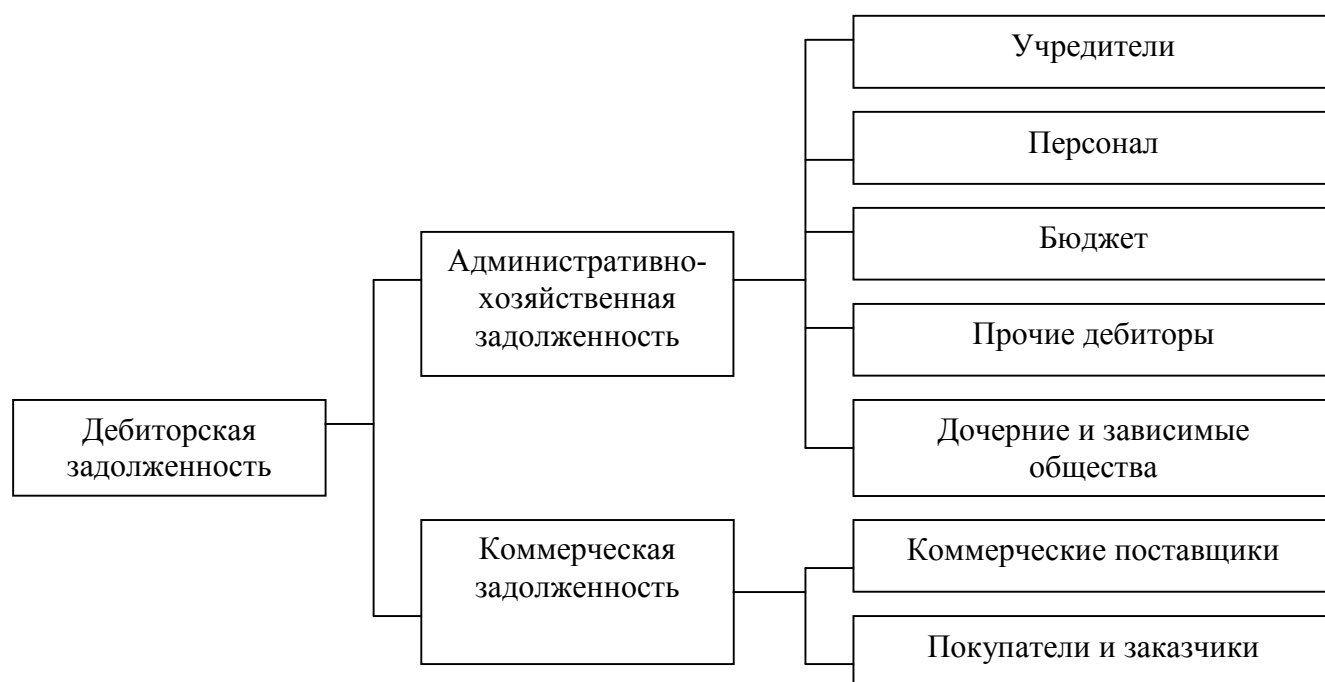 Учредители
Персонал
Бюджет
Административно-
хозяйственная
задолженность
Прочие дебиторы
Дебиторская
задолженность
Дочерние и зависимые
общества
Коммерческая
задолженность
Коммерческие поставщики
Покупатели и заказчики